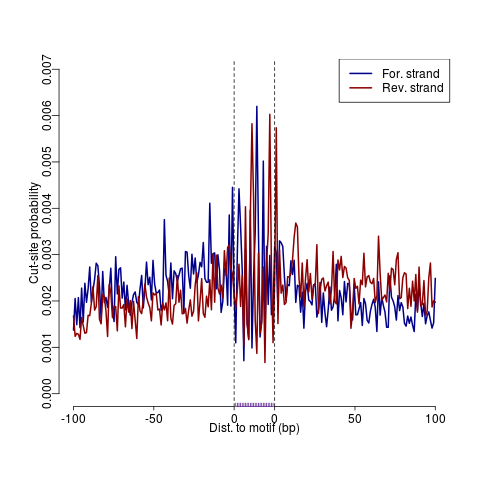 For. strand
Rev. strand
Cut-site probability
0.007
0.006
0.005
0.004
0.003
0.002
0.001
0.000
-100 -50 0 0 50 100
Dist. to motif (bp)